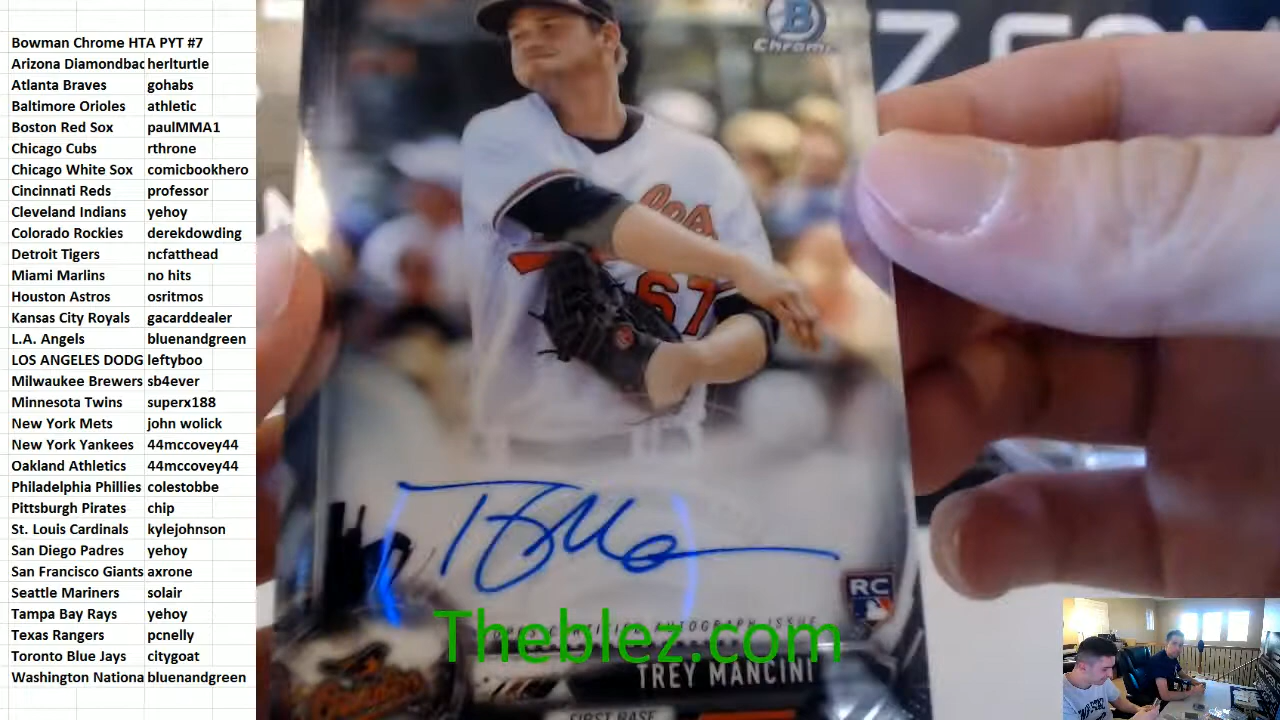 Bowman Chrome HTA PYT #7
Arizona Diamondbac herlturtle
Atlanta Braves gohabs
Baltimore Orioles athletic
Boston Red Sox paulMMA1
Chicago Cubs rthrone
Chicago White Sox comicbookhero
Cincinnati Reds professor
Cleveland Indians yehoy
Colorado Rockies derekdowding
Detroit Tigers ncfatthead
Miami Marlins no hits
Houston Astros osritmos
Kansas City Royals gacarddealer
L.A. Angels bluenandgreen
LOS ANGELES DODG leftyboo
Milwaukee Brewers sb4ever
Minnesota Twins superx188
New York Mets john wolick
New York Yankees 44mccovey44
Oakland Athletics 44mccovey44
Philadelphia Phillies colestobbe
Pittsburgh Pirates chip
St. Louis Cardinals kylejohnson
San Diego Padres yehoy
San Francisco Giants axrone
Seattle Mariners solair
Tampa Bay Rays yehoy
Texas Rangers pcnelly
Toronto Blue Jays citygoat
Washington Nationa bluenandgreen
B
Chrome
67
RC
AUTOGRAPH ISSUE
Theblez.com
TREY MANCINI
FIRST BASE